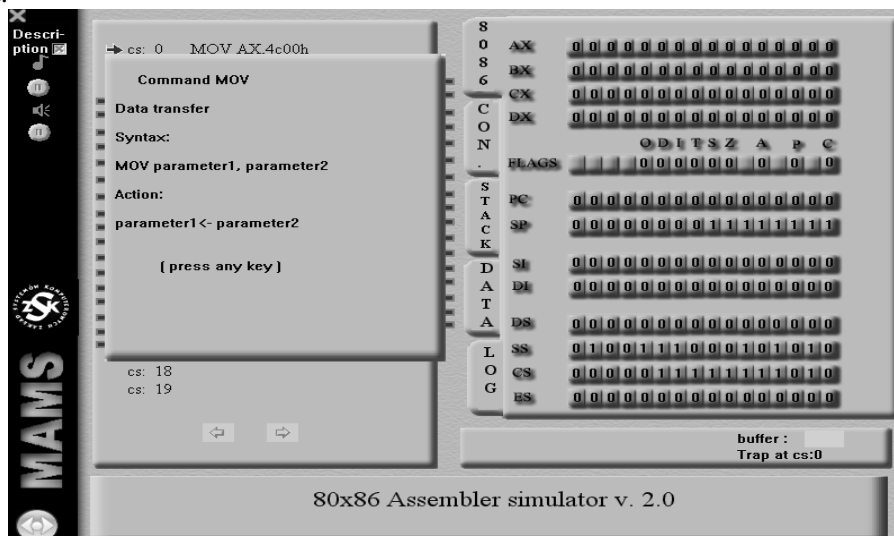 Descri-
ption
cs: 0 MOV AX.4c00h
Command MOV
Data transfer
Syntax:
MOV parameter1, parameter2
Action:
parameter1<- parameter2
( press any key )
cs: 18
cs: 19
8086
CON.
STACK
DATA
LOG
AX 0 0 0 0 0 0 0 0 0 0 0 0 0 0 0 0
BX 0 0 0 0 0 0 0 0 0 0 0 0 0 0 0 0
CX 0 0 0 0 0 0 0 0 0 0 0 0 0 0 0 0
DX 0 0 0 0 0 0 0 0 0 0 0 0 0 0 0 0
O D I T S Z A P C
FLAGS 0 0 0 0 0 0 0 0 0
PC 0 0 0 0 0 0 0 0 0 0 0 0 0 0 0 0
SP 0 0 0 0 0 0 0 0 1 1 1 1 1 1 1 1
SI 0 0 0 0 0 0 0 0 0 0 0 0 0 0 0 0
DI 0 0 0 0 0 0 0 0 0 0 0 0 0 0 0 0
DS 0 0 0 0 0 0 0 0 0 0 0 0 0 0 0 0
SS 0 1 0 0 1 1 1 0 0 0 1 0 1 0 1 0
CS 0 0 0 0 0 1 1 1 1 1 1 1 1 0 1 0
ES 0 0 0 0 0 0 0 0 0 0 0 0 0 0 0 0
buffer :
Trap at cs:0
80x86 Assembler simulator v. 2.0
ZSK
MAMS